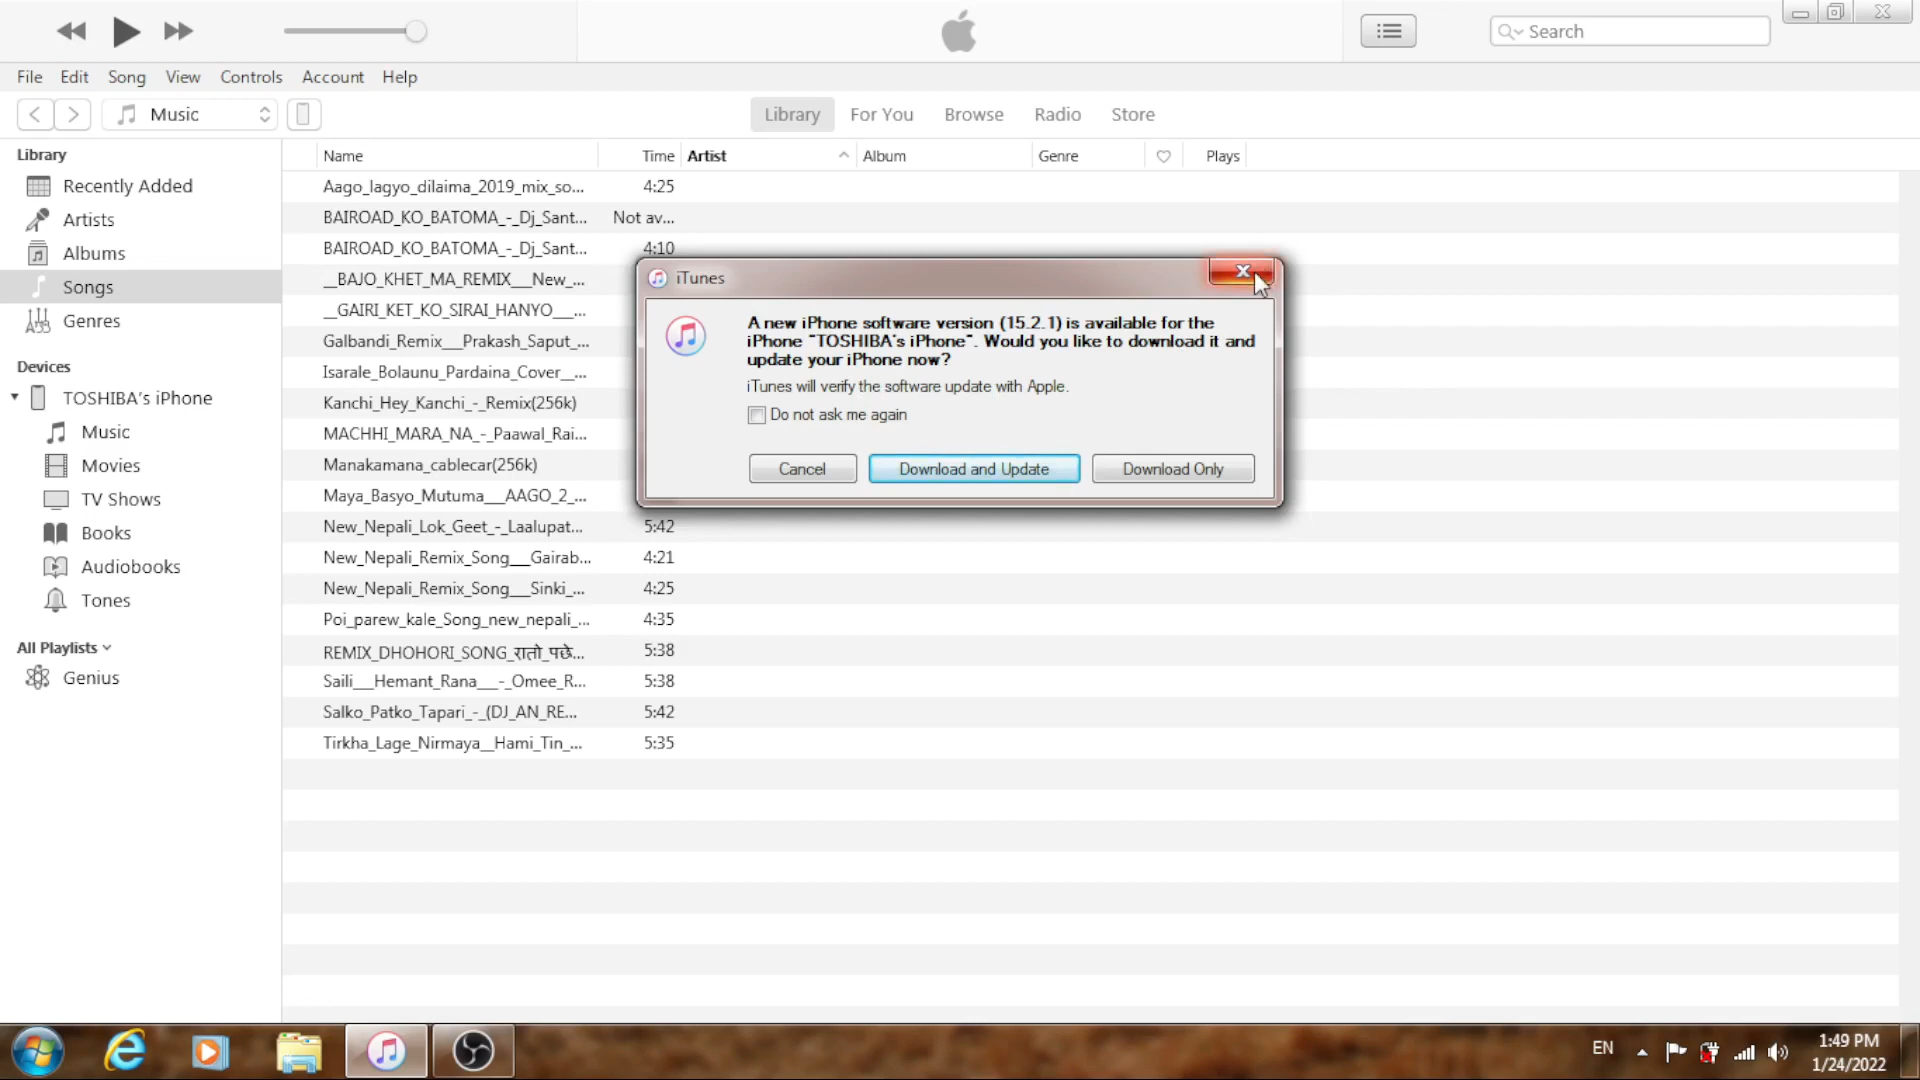 Search
File Edit Song View Controls Account Help
Music
Library For You Browse Radio Store
Library
Recently Added
Artists
Albums
Songs
Genres
Devices
TOSHIBA's iPhone
Music
Movies
TV Shows
Books
Audiobooks
Tones
All Playlists
Genius
Name Time Artist Album Genre Plays
Aago_lagyo_dilaima_2019_mix_so... 4:25
BAIROAD_KO_BATOMA_-_Dj_Sant... Not av...
BAIROAD_KO_BATOMA_-_Dj_Sant... 4:10
__BAJO_KHET_MA_REMIX___New_...
__GAIRI_KET_KO_SIRAI_HANYO___...
Galbandi_Remix___Prakash_Saput_...
Isarale_Bolaunu_Pardaina_Cover__...
Kanchi_Hey_Kanchi_-_Remix(256k)
MACHHI_MARA_NA_-_Paawal_Rai...
Manakamana_cablecar(256k)
Maya_Basyo_Mutuma___AAGO_2_...
New_Nepali_Lok_Geet_-_Laalupat... 5:42
New_Nepali_Remix_Song___Gairab... 4:21
New_Nepali_Remix_Song___Sinki_... 4:25
Poi_parew_kale_Song_new_nepali_... 4:35
REMIX_DHOHORI_SONG_रातो_पछे... 5:38
Saili___Hemant_Rana___-_Omee_R... 5:38
Salko_Patko_Tapari_-_(DJ_AN_RE... 5:42
Tirkha_Lage_Nirmaya__Hami_Tin_... 5:35
iTunes
A new iPhone software version (15.2.1) is available for the
iPhone "TOSHIBA's iPhone". Would you like to download it and
update your iPhone now?
iTunes will verify the software update with Apple.
Do not ask me again
Cancel Download and Update Download Only
EN
1:49 PM
1/24/2022